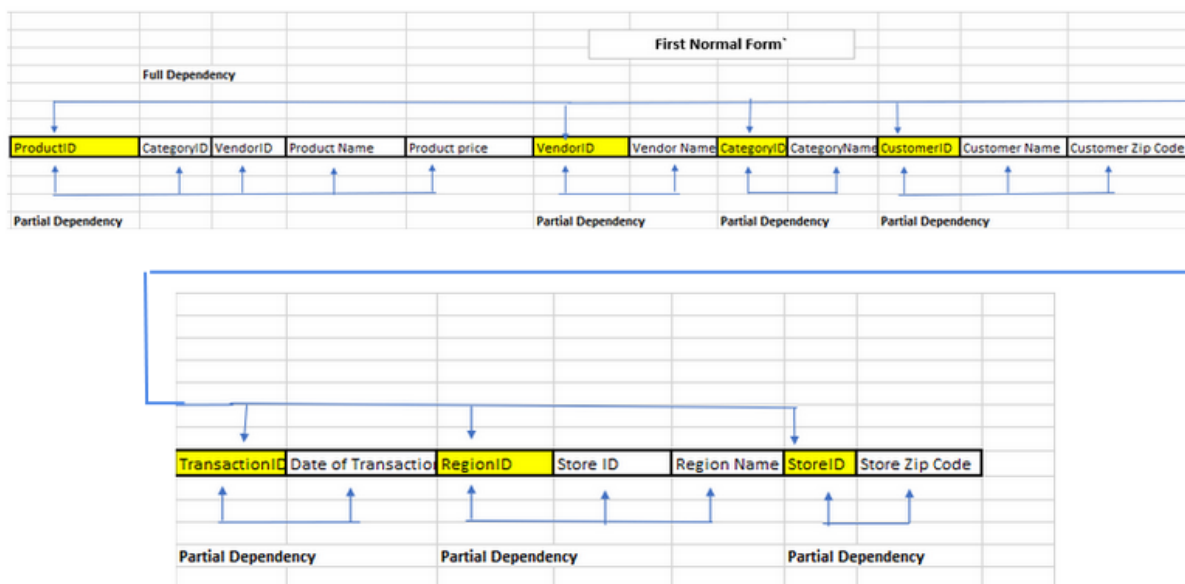 First Normal Form`
Full Dependency
ProductID CategoryID VendorID Product Name Product price VendorID Vendor Name CategoryID CategoryName CustomerID Customer Name Customer Zip Code
Partial Dependency Partial Dependency Partial Dependency Partial Dependency
TransactionID Date of Transaction RegionID Store ID Region Name StoreID Store Zip Code
Partial Dependency Partial Dependency Partial Dependency